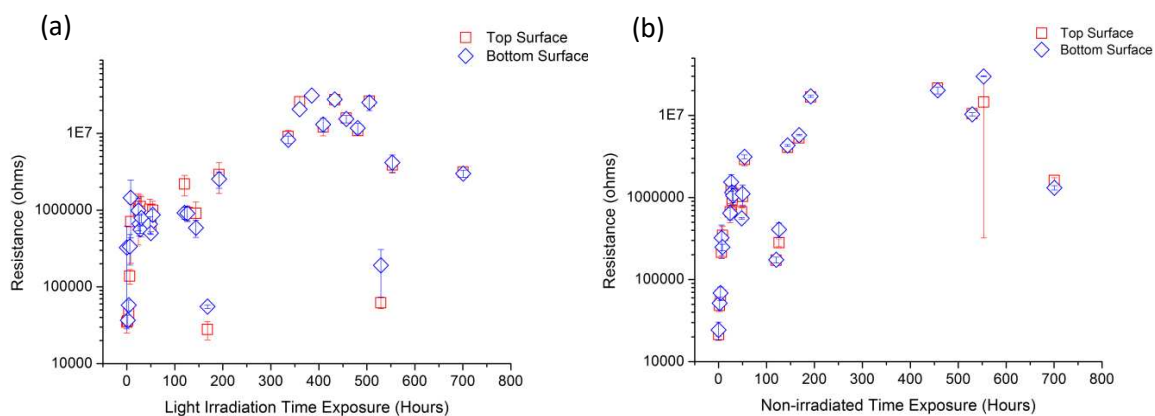 (a)
Top Surface
Bottom Surface
1E7
1000000
100000
10000
Resistance (ohms)
0 100 200 300 400 500 600 700 800
Light Irradiation Time Exposure (Hours)
(b)
Top Surface
Bottom Surface
1E7
1000000
100000
10000
Resistance (ohms)
0 100 200 300 400 500 600 700 800
Non-irradiated Time Exposure (Hours)